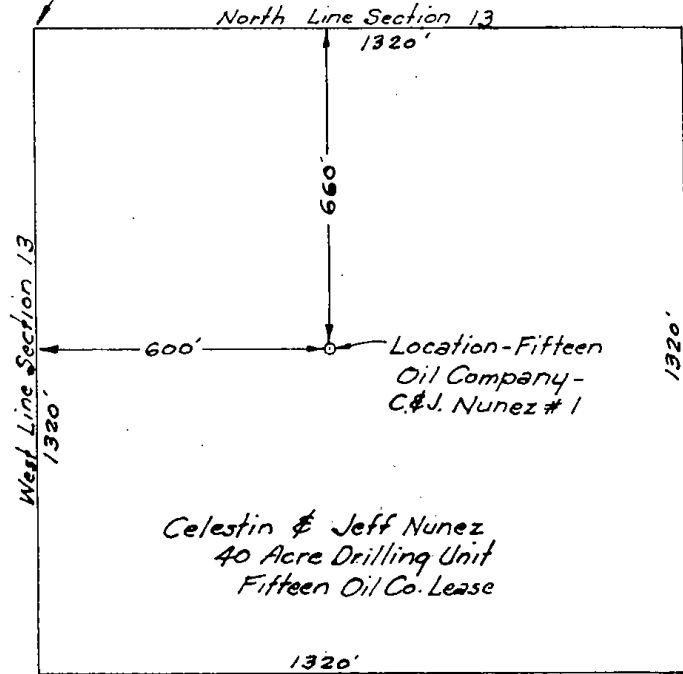 North Line Section 13
1320'
660'
West Line Section 13
1320'
600'
Location-Fifteen
Oil Company-
C.&J. Nunez # 1
1320'
Celestin & Jeff Nunez
40 Acre Drilling Unit
Fifteen Oil Co. Lease
1320'